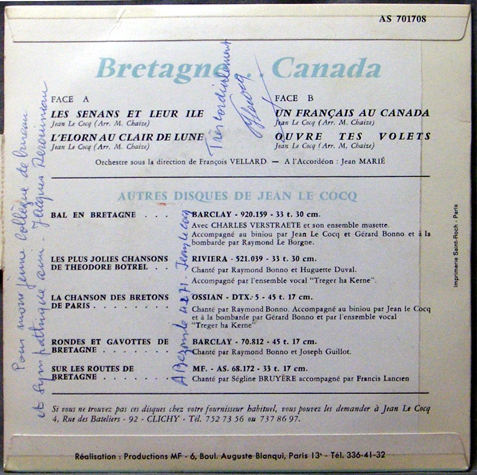 AS 701708
Bretagne Canada
FACE A
LES SENANS ET LEUR ILE
Jean Le Cocq (Arr. M. Chaize)
L'ELORN AU CLAIR DE LUNE
Jean Le Cocq (Arr. M. Chaize)
FACE B
UN FRANÇAIS AU CANADA
Jean Le Cocq (Arr. M. Chaize)
OUVRE TES VOLETS
Jean Le Cocq (Arr. M. Chaize)
Orchestre sous la direction de François VELLARD - A l'Accordéon : Jean MARIÉ
AUTRES DISQUES DE JEAN LE COCQ
BAL EN BRETAGNE . . . . BARCLAY - 920.159 - 33 t. 30 cm.
Avec CHARLES VERSTRAETE et son ensemble musette.
Accompagné au biniou par Jean Le Cocq et Gérard Bonno et à la
bombarde par Raymond Le Borgne.
LES PLUS JOLIES CHANSONS RIVIERA - 521.039 - 33 t. 30 cm.
DE THEODORE BOTREL . . Chanté par Raymond Bonno et Huguette Duval.
Accompagné par l'ensemble vocal "Treger ha Kerne".
LA CHANSON DES BRETONS OSSIAN - DTX. 5 - 45 t. 17 cm.
DE PARIS . . . . . . . Chanté par Raymond Bonno. Accompagné au biniou par Jean le Cocq
et à la bombarde par Gérard Bonno et par l'ensemble vocal
"Treger ha Kerne"
RONDES ET GAVOTTES DE BARCLAY - 70.812 - 45 t. 17 cm.
BRETAGNE . . . . . . . Chanté par Raymond Bonno et Joseph Guillot.
SUR LES ROUTES DE MF. - AS. 68.172 - 33 t. 17 cm.
BRETAGNE . . . . . . . Chanté par Ségline BRUYÈRE accompagné par Francis Lancien
Si vous ne trouvez pas ces disques chez votre fournisseur habituel, vous pouvez les demander à Jean Le Cocq
4, Rue des Bateliers - 92 - CLICHY - Tél. 752 73 56 ou 737 86 97.
Réalisation : Productions MF - 6, Boul. Auguste Blanqui, Paris 13e - Tél. 336-41-32
Imprimerie Saint-Roch - Paris
Pour mon jeune Collègue de bureau
et sympathique ami - Jacques
Très cordialement